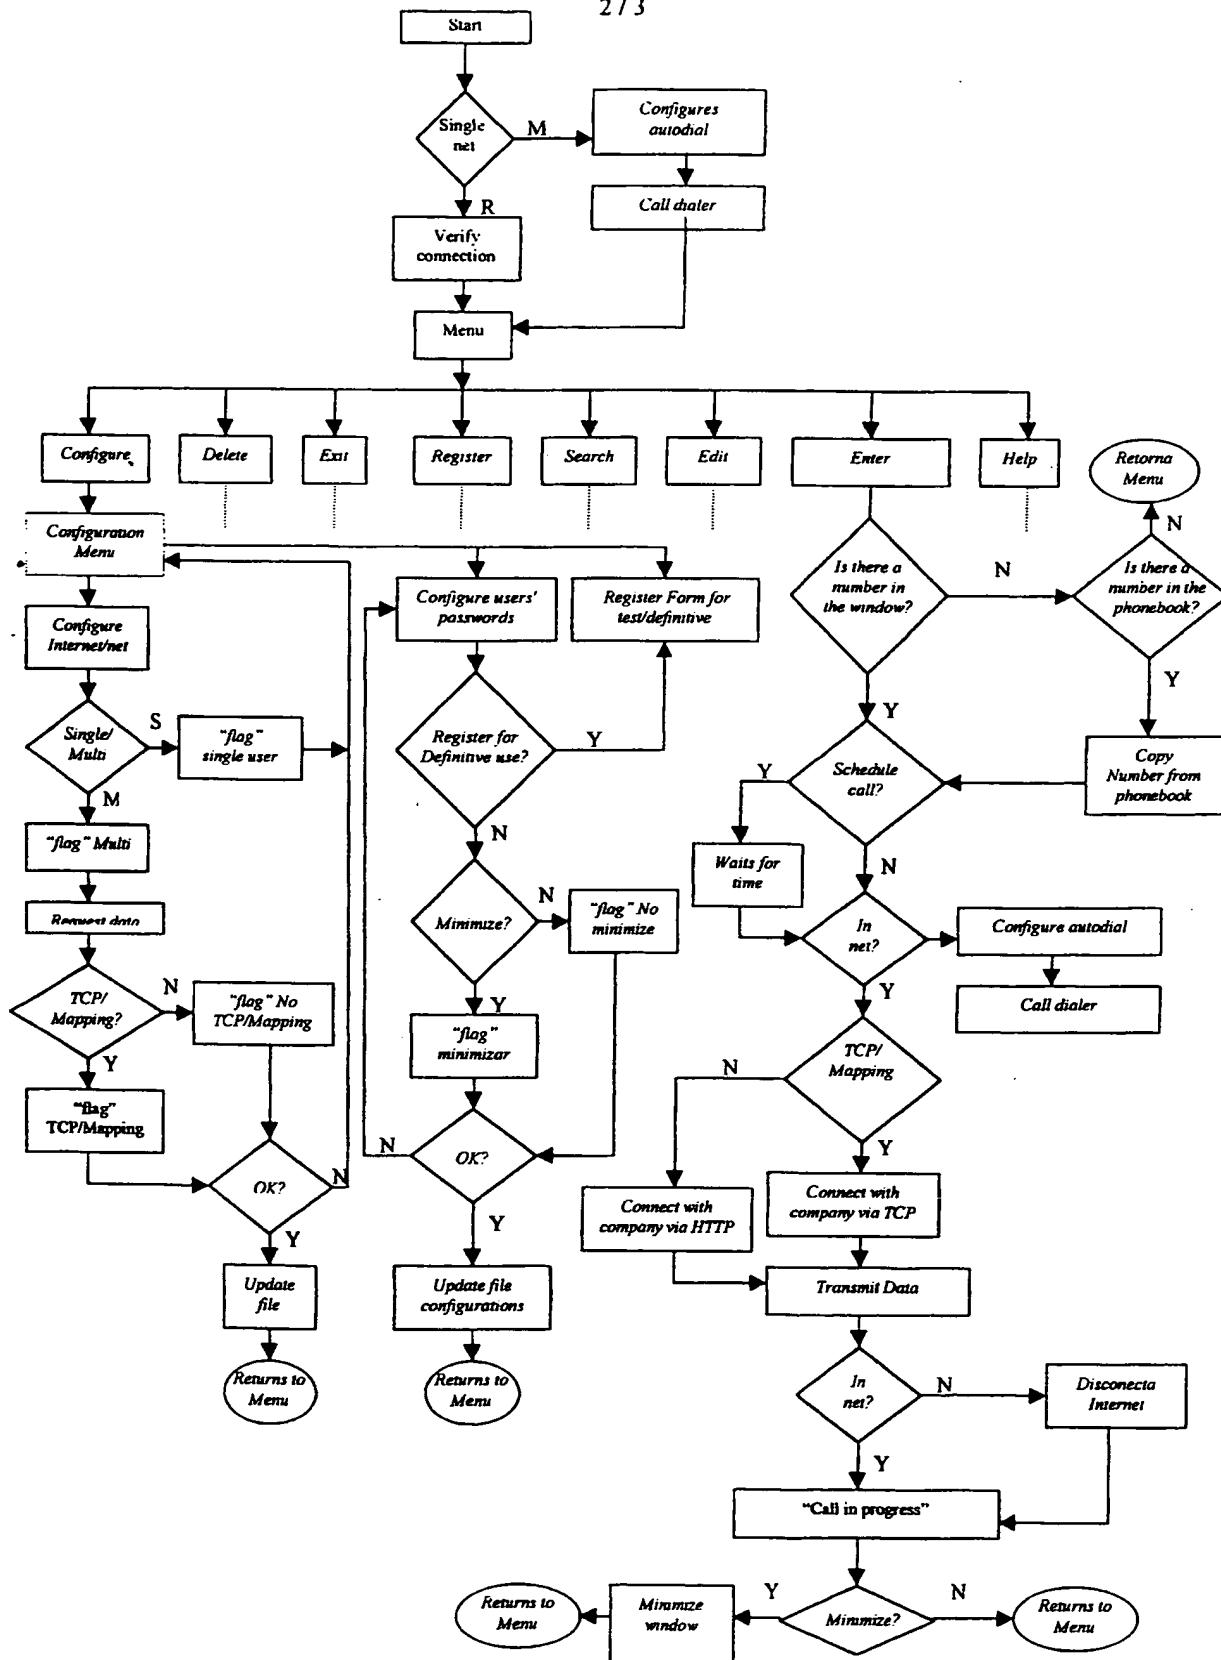 2 / 3
Start
Single
net
M
Configures
autodial
Call dialer
R
Verify
connection
Menu
Configure
Delete
Exit
Register
Search
Edit
Enter
Help
Retorna
Menu
Configuration
Menu
N
Is there a
number in
the window?
N
Is there a
number in the
phonebook?
Configure users'
passwords
Register Form for
test/definitive
Configure
Internet/net
Y
Y
Single/
Multi
S
"flag"
single user
Register for
Definitive use?
Y
Schedule
call?
Y
Copy
Number from
phonebook
M
"flag" Multi
N
Waits for
time
N
Request data
Minimize?
N
"flag" No
minimize
In
net?
Configure autodial
TCP/
Mapping?
N
"flag" No
TCP/Mapping
Y
Y
Call dialer
"flag"
minimizar
TCP/
Mapping
N
Y
"flag"
TCP/Mapping
OK?
N
OK?
N
Y
Connect with
company via HTTP
Connect with
company via TCP
Y
Y
Update
file
Update file
configurations
Transmit Data
Returns to
Menu
Returns to
Menu
In
net?
N
Disconecta
Internet
Y
"Call in progress"
Returns to
Menu
Minimize
window
Y
Minimize?
N
Returns to
Menu